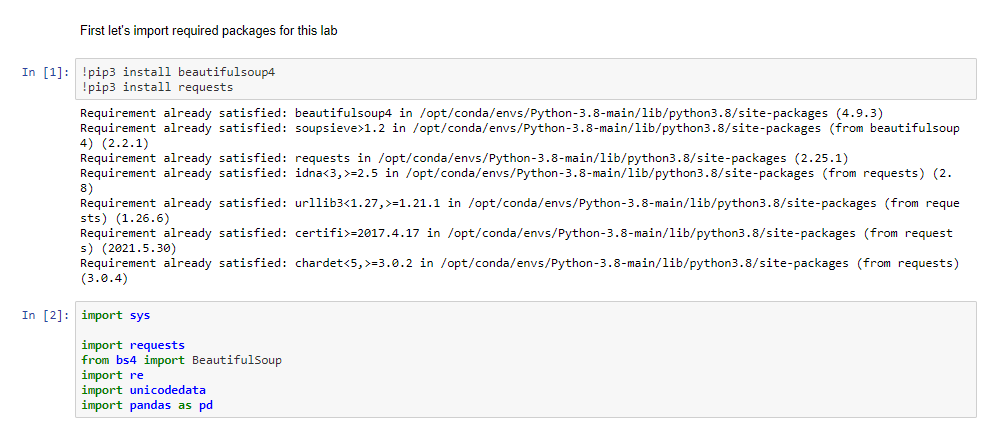 First let's import required packages for this lab
In [1]: !pip3 install beautifulsoup4
!pip3 install requests
Requirement already satisfied: beautifulsoup4 in /opt/conda/envs/Python-3.8-main/lib/python3.8/site-packages (4.9.3)
Requirement already satisfied: soupsieve>1.2 in /opt/conda/envs/Python-3.8-main/lib/python3.8/site-packages (from beautifulsoup
4) (2.2.1)
Requirement already satisfied: requests in /opt/conda/envs/Python-3.8-main/lib/python3.8/site-packages (2.25.1)
Requirement already satisfied: idna<3,>=2.5 in /opt/conda/envs/Python-3.8-main/lib/python3.8/site-packages (from requests) (2.
8)
Requirement already satisfied: urllib3<1.27,>=1.21.1 in /opt/conda/envs/Python-3.8-main/lib/python3.8/site-packages (from reque
sts) (1.26.6)
Requirement already satisfied: certifi>=2017.4.17 in /opt/conda/envs/Python-3.8-main/lib/python3.8/site-packages (from request
s) (2021.5.30)
Requirement already satisfied: chardet<5,>=3.0.2 in /opt/conda/envs/Python-3.8-main/lib/python3.8/site-packages (from requests)
(3.0.4)
In [2]: import sys
import requests
from bs4 import BeautifulSoup
import re
import unicodedata
import pandas as pd